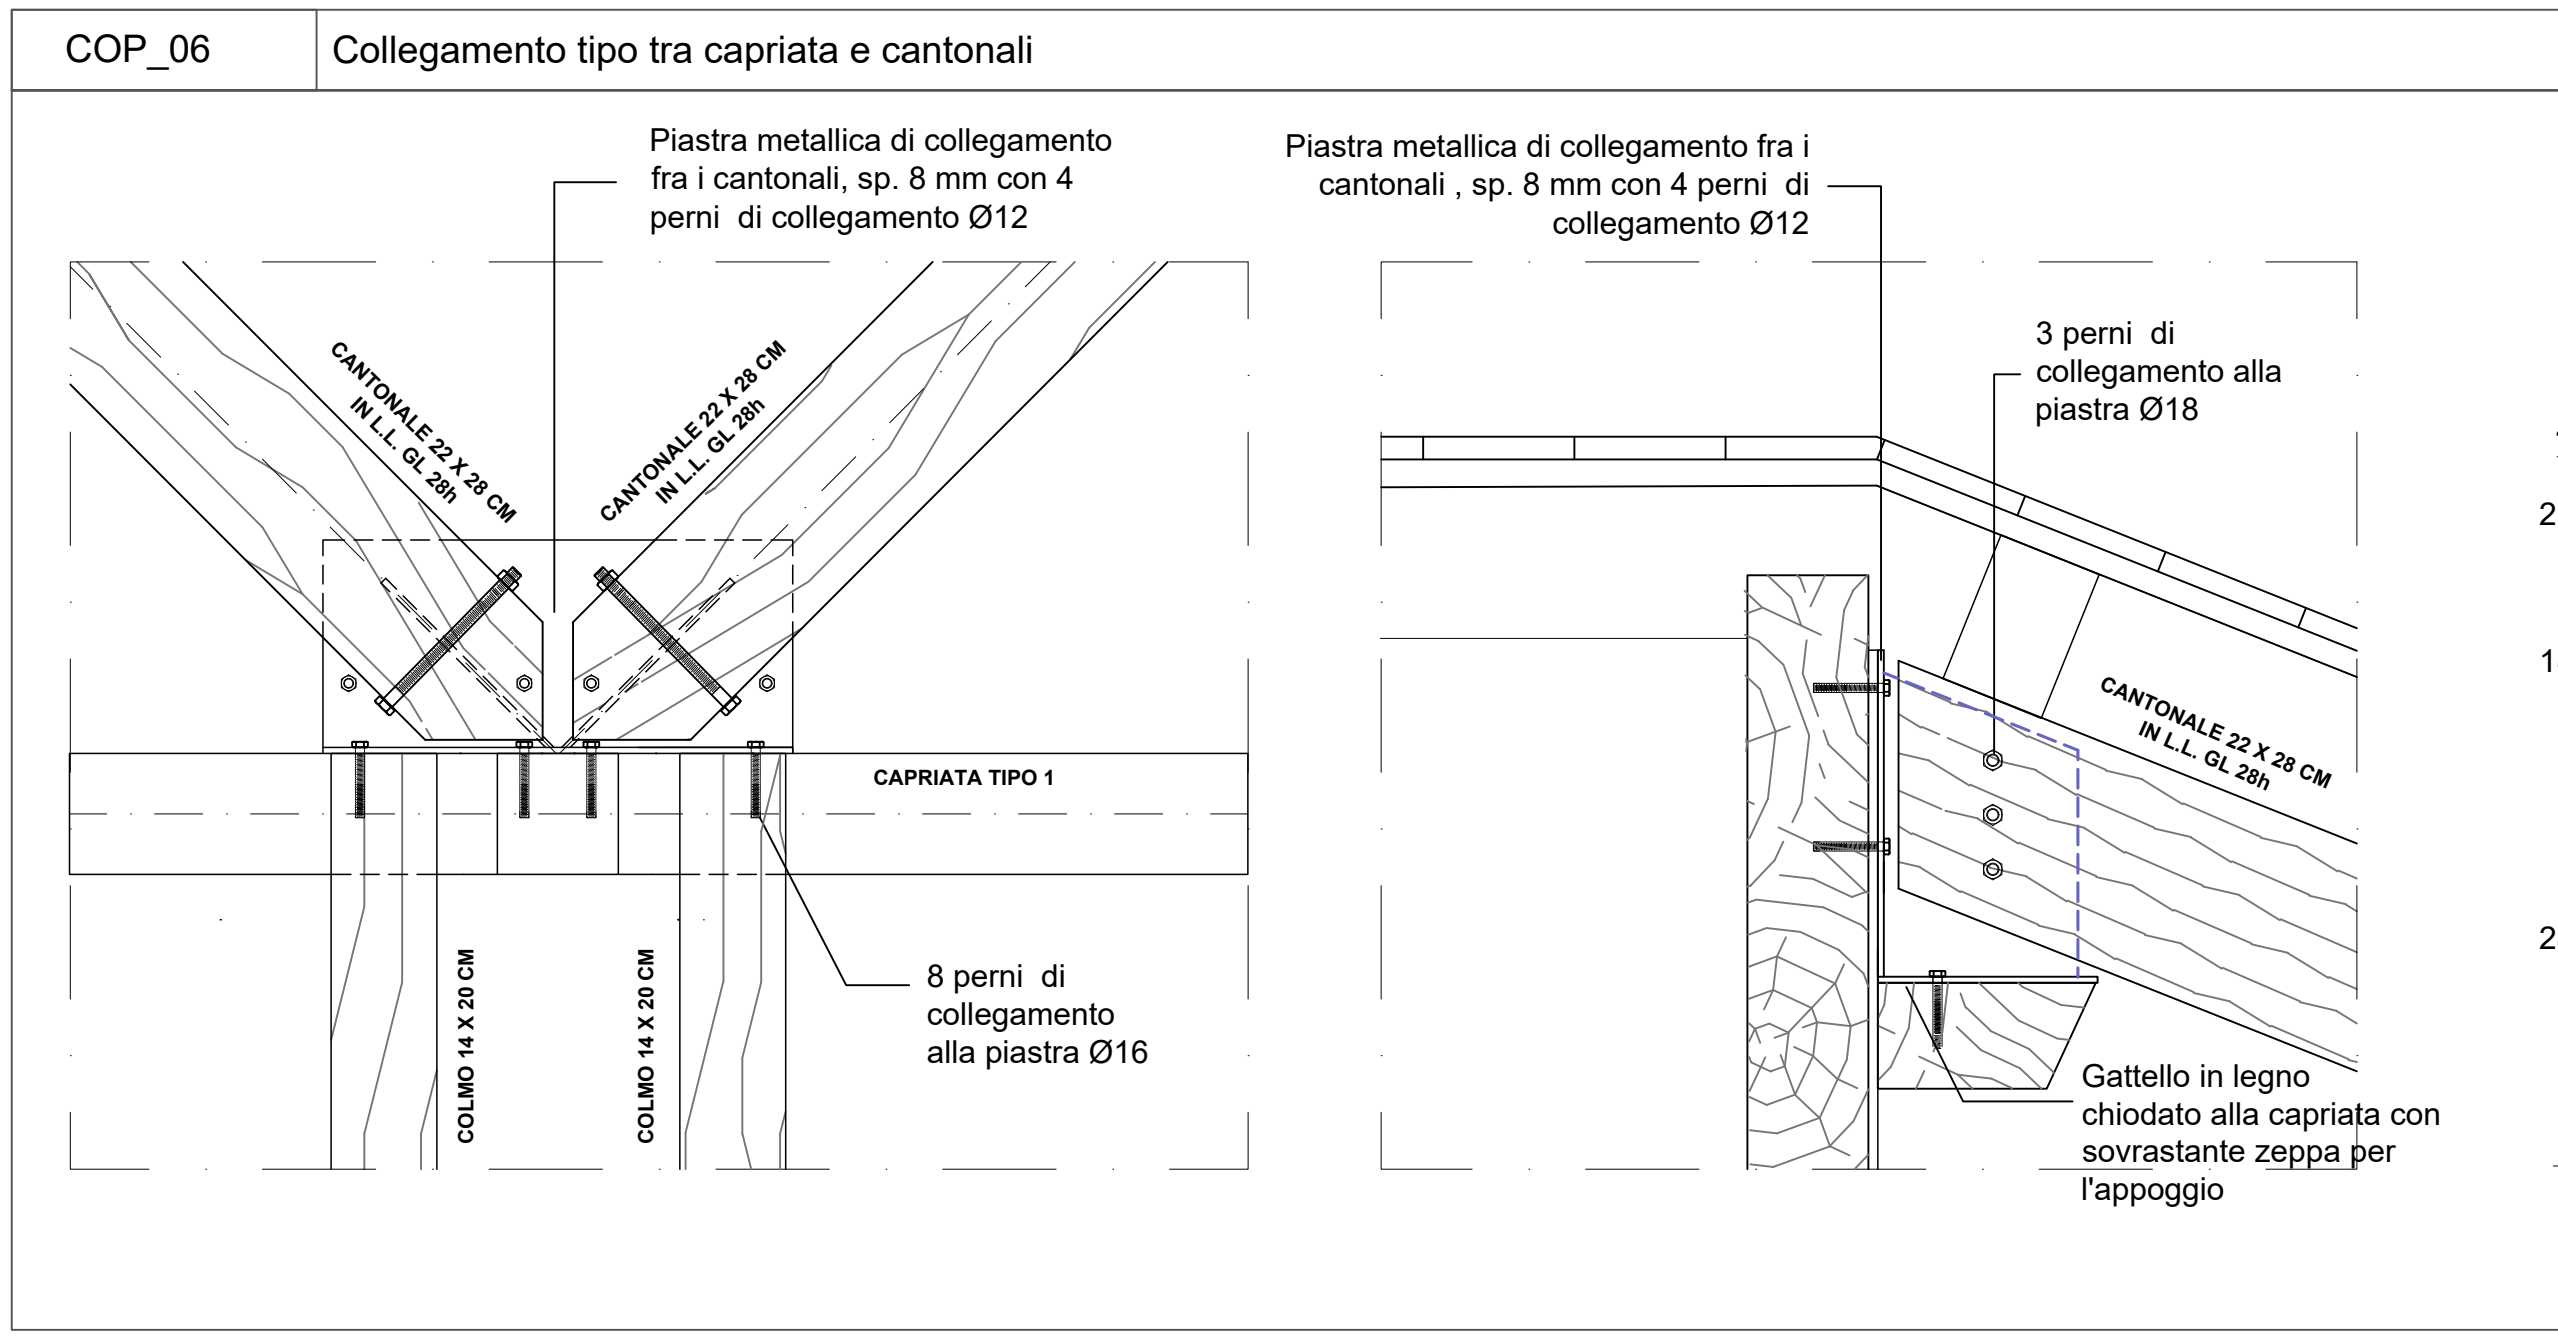 COP_06
Collegamento tipo tra capriata e cantonali
Piastra metallica di collegamento
fra i cantonali, sp. 8 mm con 4
perni  di collegamento Ø12
CANTONALE 22 X 28 CM
IN L.L. GL 28h
CANTONALE 22 X 28 CM
IN L.L. GL 28h
CAPRIATA TIPO 1
COLMO 14 X 20 CM
COLMO 14 X 20 CM
8 perni  di
collegamento
alla piastra Ø16
Piastra metallica di collegamento fra i
cantonali , sp. 8 mm con 4 perni  di
collegamento Ø12
3 perni  di
collegamento alla
piastra Ø18
CANTONALE 22 X 28 CM
IN L.L. GL 28h
Gattello in legno
chiodato alla capriata con
sovrastante zeppa per
l'appoggio